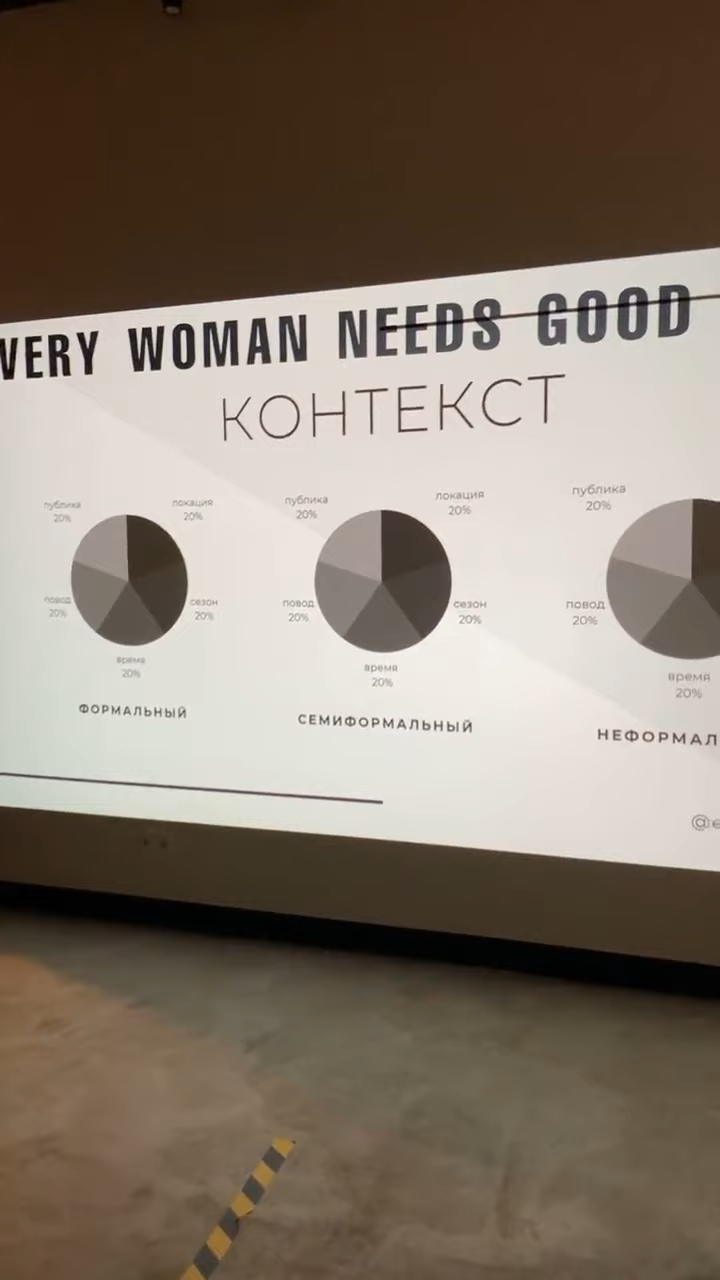 VERY WOMAN NEEDS GOOD
КОНТЕКСТ
публика
20%
локация
20%
повод
20%
сезон
20%
время
20%
ФОРМАЛЬНЫЙ
публика
20%
локация
20%
повод
20%
сезон
20%
время
20%
СЕМИФОРМАЛЬНЫЙ
публика
20%
повод
20%
время
20%
НЕФОРМАЛ
@e